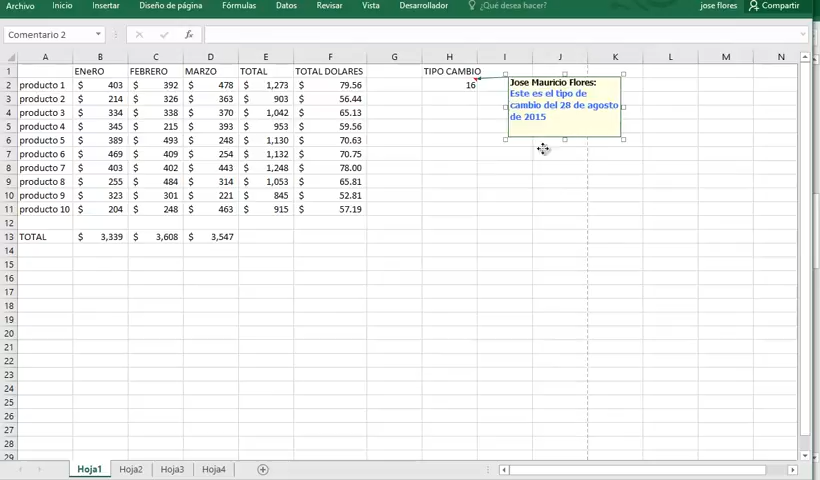 Archivo Inicio Insertar Diseño de página Fórmulas Datos Revisar Vista Desarrollador ¿Qué desea hacer? jose flores Compartir
Comentario 2 fx
A B C D E F G H I J K L M N
1 ENeRO FEBRERO MARZO TOTAL TOTAL DOLARES TIPO CAMBIO
2 producto 1 $ 403 $ 392 $ 478 $ 1,273 $ 79.56 16
3 producto 2 $ 214 $ 326 $ 363 $ 903 $ 56.44
4 producto 3 $ 334 $ 338 $ 370 $ 1,042 $ 65.13
5 producto 4 $ 345 $ 215 $ 393 $ 953 $ 59.56
6 producto 5 $ 389 $ 493 $ 248 $ 1,130 $ 70.63
7 producto 6 $ 469 $ 409 $ 254 $ 1,132 $ 70.75
8 producto 7 $ 403 $ 402 $ 443 $ 1,248 $ 78.00
9 producto 8 $ 255 $ 484 $ 314 $ 1,053 $ 65.81
10 producto 9 $ 323 $ 301 $ 221 $ 845 $ 52.81
11 producto 10 $ 204 $ 248 $ 463 $ 915 $ 57.19
12
13 TOTAL $ 3,339 $ 3,608 $ 3,547
14
15
16
17
18
19
20
21
22
23
24
25
26
27
28
29
Jose Mauricio Flores:
Este es el tipo de
cambio del 28 de agosto
de 2015
Hoja1 Hoja2 Hoja3 Hoja4